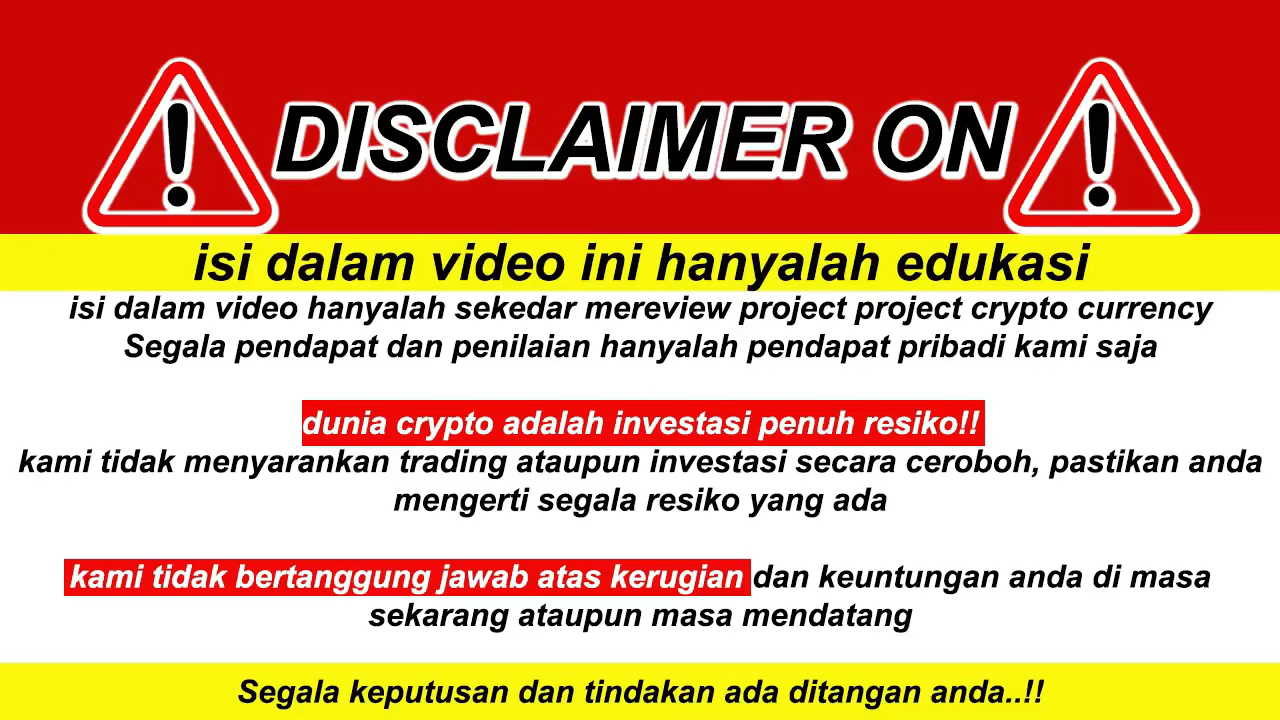 DISCLAIMER ON
isi dalam video ini hanyalah edukasi
isi dalam video hanyalah sekedar mereview project project crypto currency
Segala pendapat dan penilaian hanyalah pendapat pribadi kami saja
dunia crypto adalah investasi penuh resiko!!
kami tidak menyarankan trading ataupun investasi secara ceroboh, pastikan anda
mengerti segala resiko yang ada
kami tidak bertanggung jawab atas kerugian dan keuntungan anda di masa
sekarang ataupun masa mendatang
Segala keputusan dan tindakan ada ditangan anda..!!